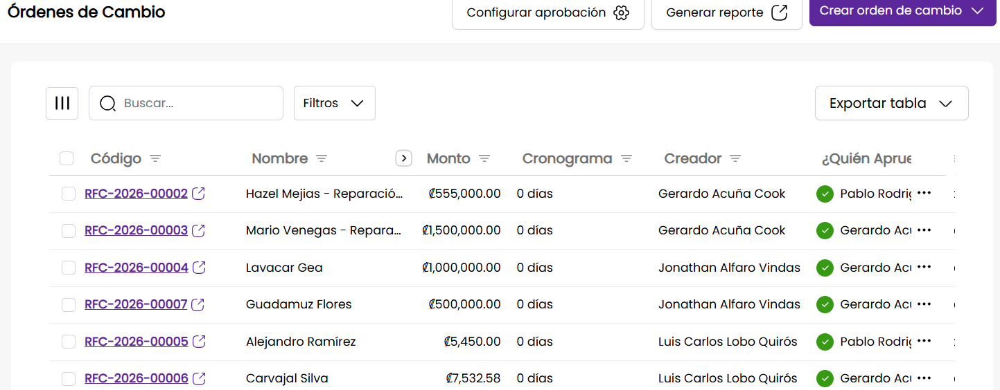 Órdenes de Cambio
Configurar aprobación
Generar reporte
Crear orden de cambio
Buscar...
Filtros
Exportar tabla
Código Nombre Monto Cronograma Creador ¿Quién Aprue
RFC-2026-00002 Hazel Mejias - Reparació... ₡555,000.00 0 días Gerardo Acuña Cook Pablo Rodrig
RFC-2026-00003 Mario Venegas - Repara... ₡1,500,000.00 0 días Gerardo Acuña Cook Gerardo Acu
RFC-2026-00004 Lavacar Gea ₡1,000,000.00 0 días Jonathan Alfaro Vindas Gerardo Acu
RFC-2026-00007 Guadamuz Flores ₡500,000.00 0 días Jonathan Alfaro Vindas Gerardo Acu
RFC-2026-00005 Alejandro Ramírez ₡5,450.00 0 días Luis Carlos Lobo Quirós Pablo Rodrig
RFC-2026-00006 Carvajal Silva ₡7,532.58 0 días Luis Carlos Lobo Quirós Gerardo Acu